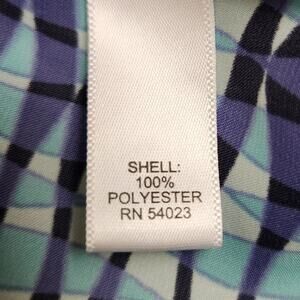 SHELL:
100%
POLYESTER
RN 54023